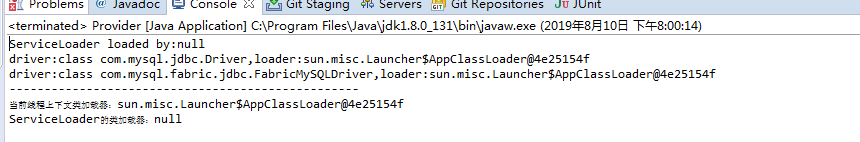 Problems @ Javadoc Console Git Staging Servers Git Repositories JUnit
<terminated> Provider [Java Application] C:\Program Files\Java\jdk1.8.0_131\bin\javaw.exe (2019年8月10日 下午8:00:14)
ServiceLoader loaded by:null
driver:class com.mysql.jdbc.Driver,loader:sun.misc.Launcher$AppClassLoader@4e25154f
driver:class com.mysql.fabric.jdbc.FabricMySQLDriver,loader:sun.misc.Launcher$AppClassLoader@4e25154f
------------------------------------------------
当前线程上下文类加载器：sun.misc.Launcher$AppClassLoader@4e25154f
ServiceLoader的类加载器：null